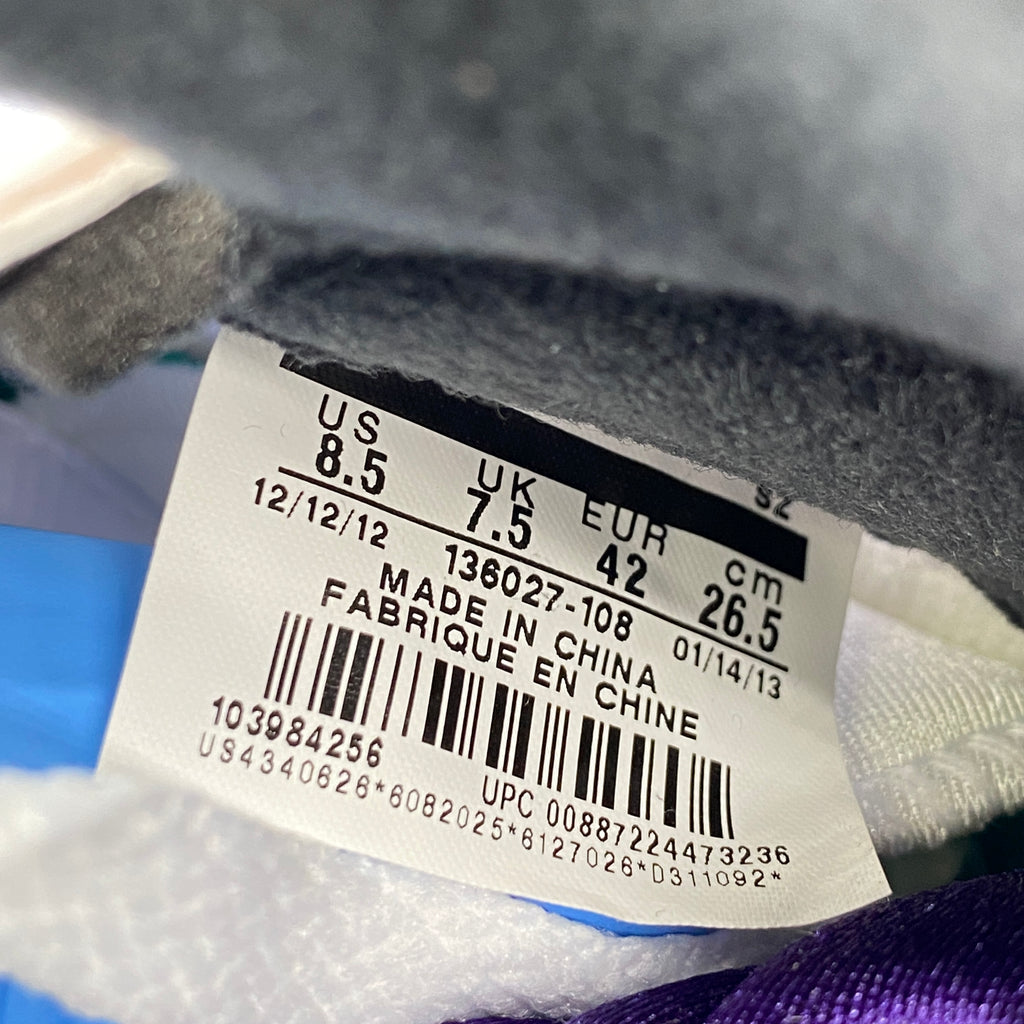 SZ
US UK EUR cm
8.5 7.5 42 26.5
12/12/12 136027-108 01/14/13
MADE IN CHINA
FABRIQUE EN CHINE
103984256 UPC 00887224473236
US4340626*6082025*6127026*D311092*